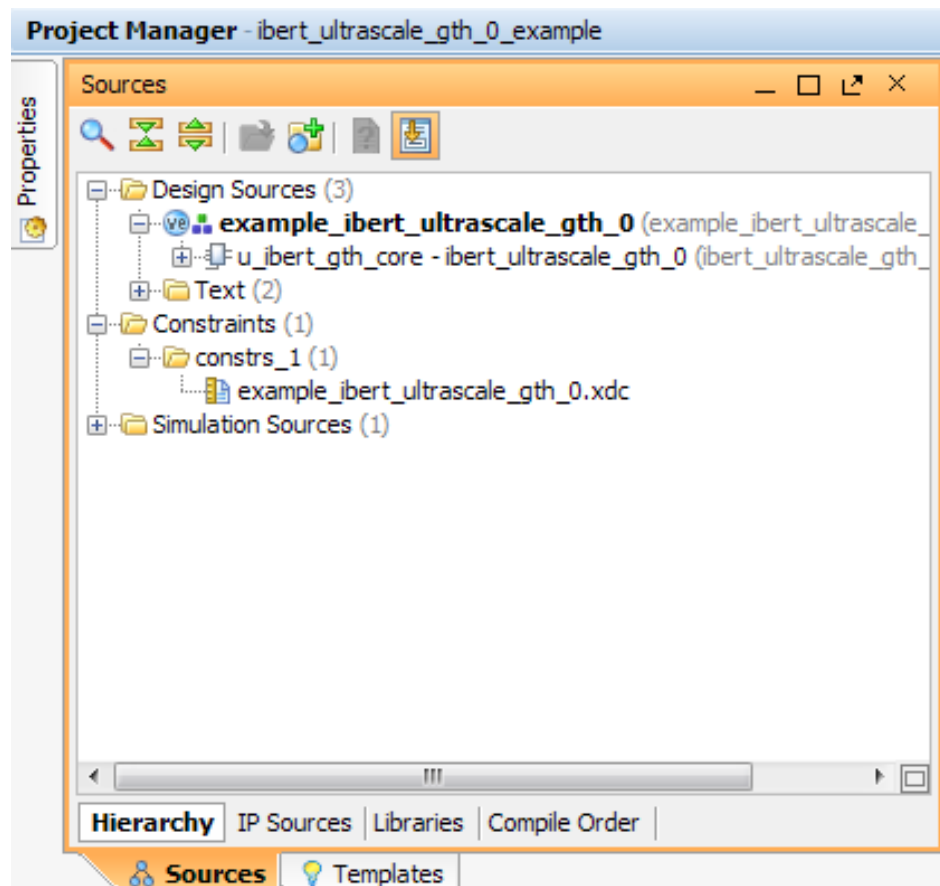 Project Manager - ibert_ultrascale_gth_0_example
Properties
Sources
Design Sources (3)
example_ibert_ultrascale_gth_0 (example_ibert_ultrascale_
u_ibert_gth_core - ibert_ultrascale_gth_0 (ibert_ultrascale_gth_
Text (2)
Constraints (1)
constrs_1 (1)
example_ibert_ultrascale_gth_0.xdc
Simulation Sources (1)
Hierarchy IP Sources Libraries Compile Order
Sources Templates